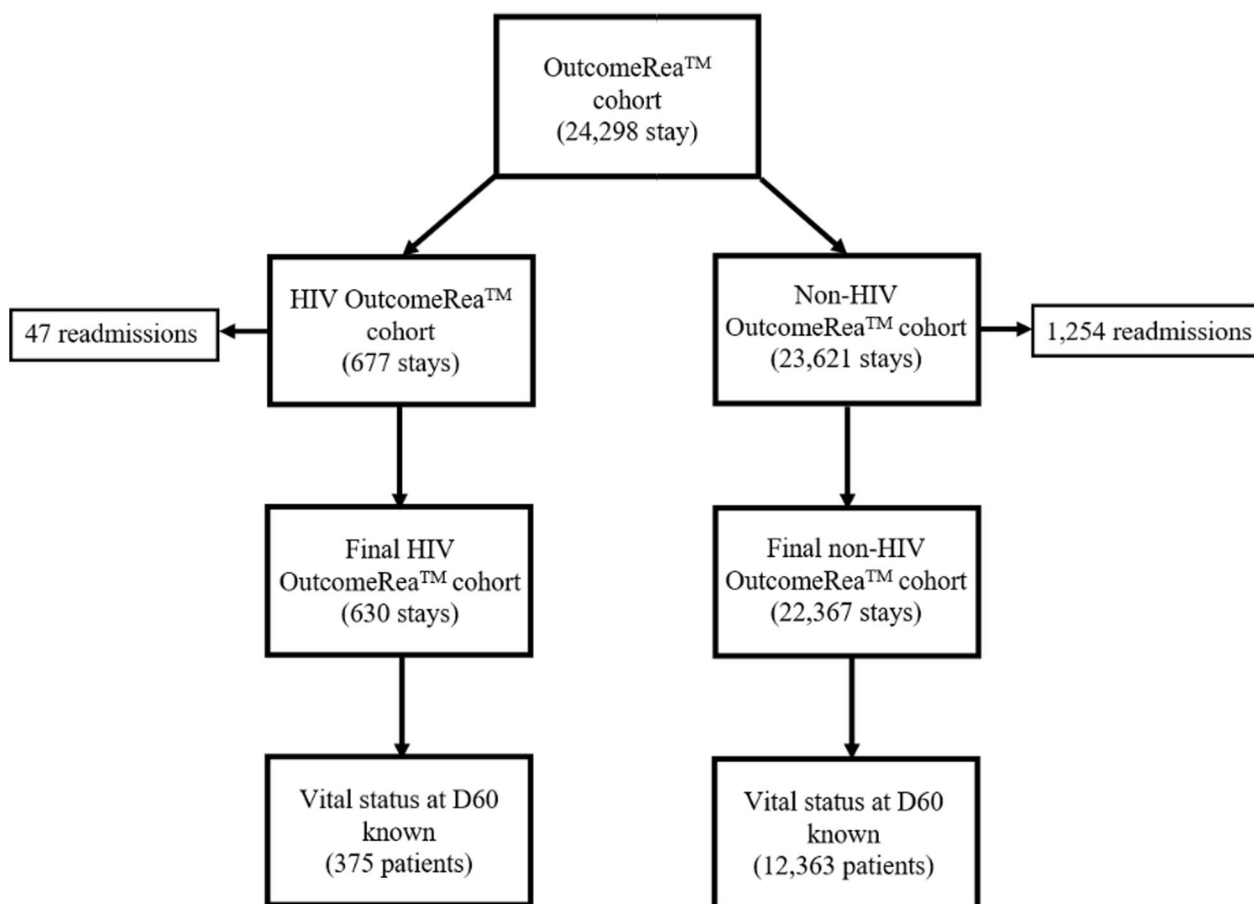 OutcomeRea™
cohort
(24,298 stay)
HIV OutcomeRea™
cohort
(677 stays)
47 readmissions
Non-HIV
OutcomeRea™ cohort
(23,621 stays)
1,254 readmissions
Final HIV
OutcomeRea™ cohort
(630 stays)
Final non-HIV
OutcomeRea™ cohort
(22,367 stays)
Vital status at D60
known
(375 patients)
Vital status at D60
known
(12,363 patients)